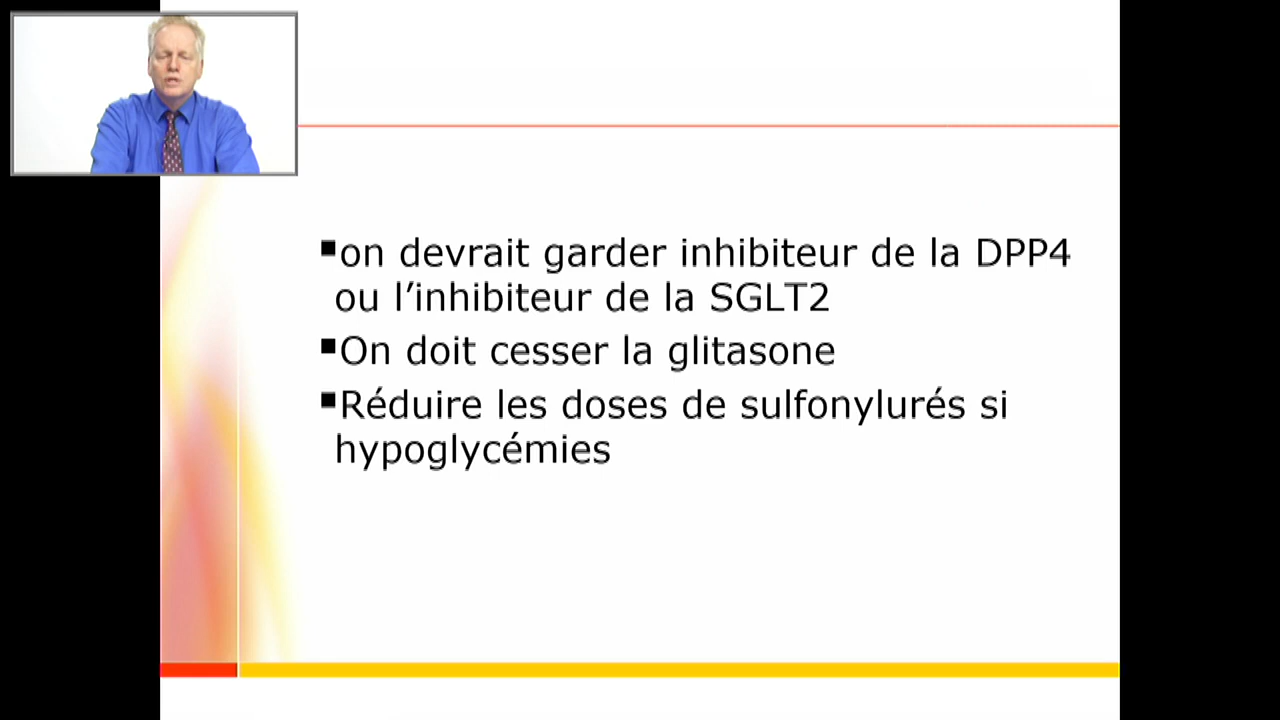 ▪on devrait garder inhibiteur de la DPP4
ou l’inhibiteur de la SGLT2
▪On doit cesser la glitasone
▪Réduire les doses de sulfonylurés si
hypoglycémies